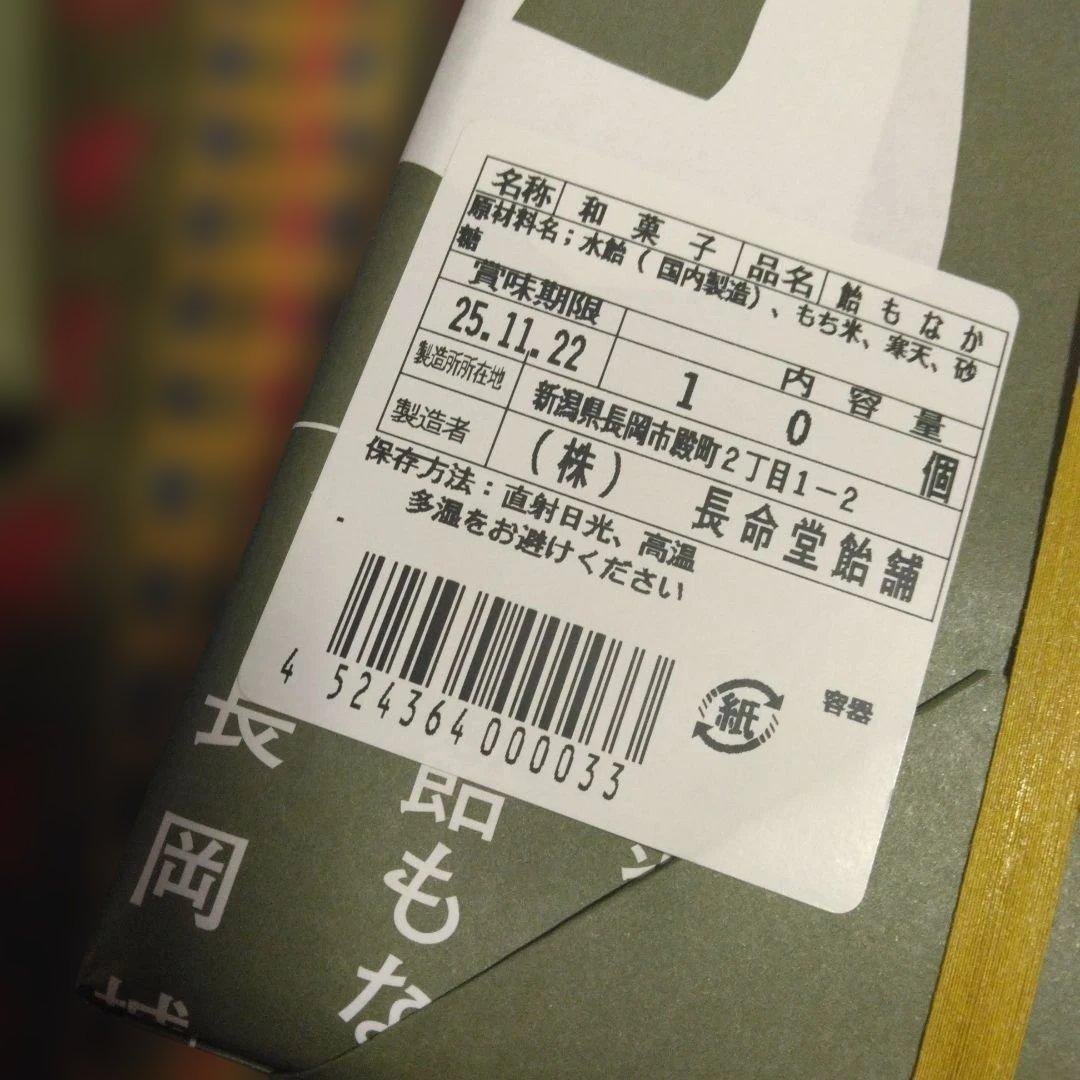 名称 和菓子 品名 飴もなか
原材料名;水飴(国内製造)、もち米、寒天、砂
糖
賞味期限 内容量
25.11.22 10個
製造所所在地 新潟県長岡市殿町2丁目1-2
製造者 (株) 長命堂飴舗
保存方法:直射日光、高温
多湿をお避けください
4 524364 000033
紙 容器
飴もな
長岡